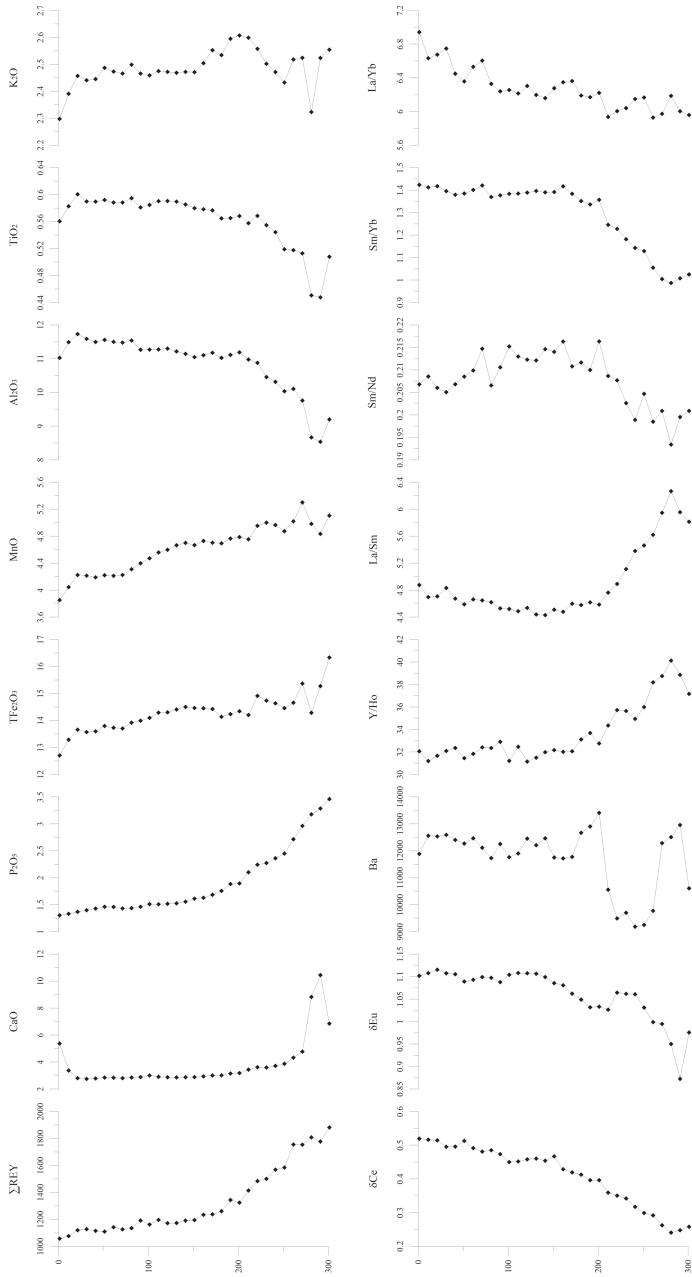 ∑REY CaO P₂O₅ TFe₂O₃ MnO Al₂O₃ TiO₂ K₂O
1000 1200 1400 1600 1800 2000 2 4 6 8 10 12 1 1.5 2 2.5 3 3.5 12 13 14 15 16 17 3.6 4 4.4 4.8 5.2 5.6 8 9 10 11 12 0.44 0.48 0.52 0.56 0.6 0.64 2.2 2.3 2.4 2.5 2.6 2.7
0
100
200
300
δCe δEu Ba Y/Ho La/Sm Sm/Nd Sm/Yb La/Yb
0.2 0.3 0.4 0.5 0.6 0.85 0.9 0.95 1 1.05 1.1 1.15 9000 10000 11000 12000 13000 14000 30 32 34 36 38 40 42 4.4 4.8 5.2 5.6 6 6.4 0.19 0.195 0.2 0.205 0.21 0.215 0.22 0.9 1 1.1 1.2 1.3 1.4 1.5 5.6 6 6.4 6.8 7.2
0
100
200
300